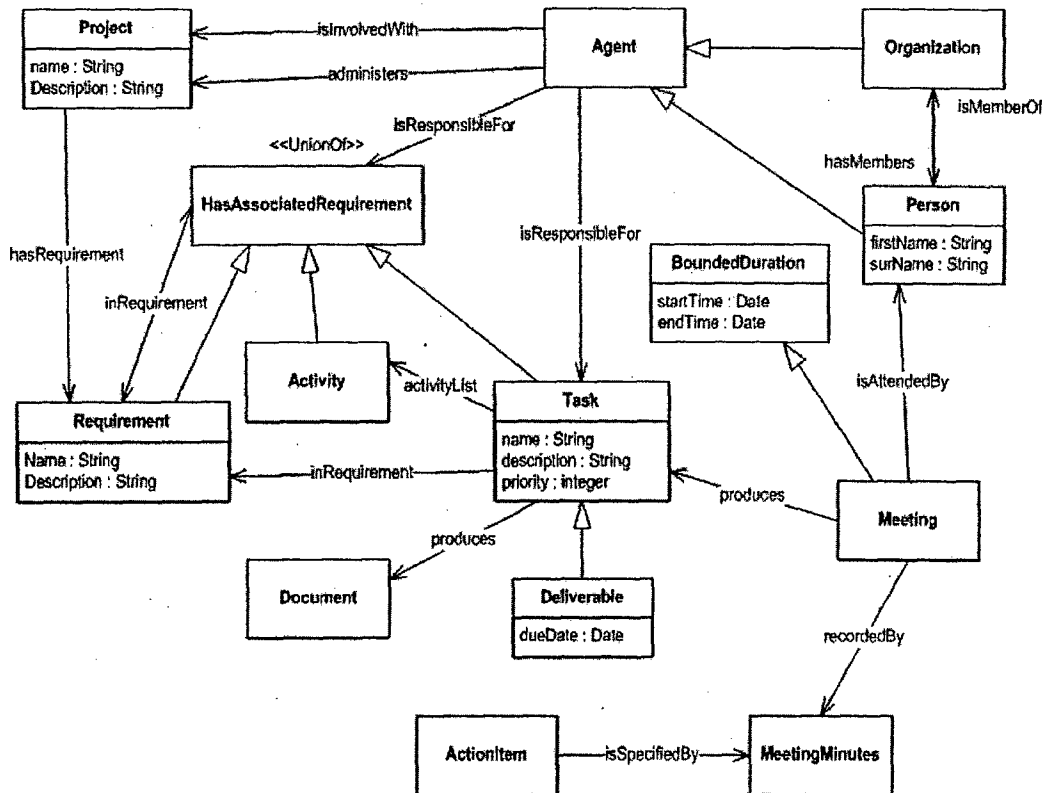 Project
name : String
Description : String
isInvolvedWith
administers
Agent
Organization
isMemberOf
hasMembers
isResponsibleFor
<<UnionOf>>
HasAssociatedRequirement
Person
firstName : String
surName : String
hasRequirement
isResponsibleFor
BoundedDuration
startTime : Date
endTime : Date
inRequirement
Activity
activityList
isAttendedBy
Task
name : String
description : String
priority : integer
Requirement
Name : String
Description : String
inRequirement
produces
Meeting
produces
Document
Deliverable
dueDate : Date
recordedBy
ActionItem
isSpecifiedBy
MeetingMinutes